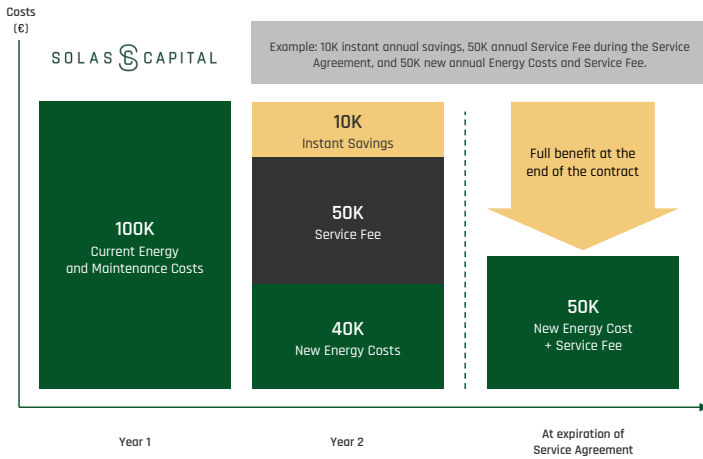 Costs
(€)
SOLAS CAPITAL
Example: 10K instant annual savings, 50K annual Service Fee during the Service
Agreement, and 50K new annual Energy Costs and Service Fee.
100K
Current Energy
and Maintenance Costs
10K
Instant Savings
50K
Service Fee
40K
New Energy Costs
Full benefit at the
end of the contract
50K
New Energy Cost
+ Service Fee
Year 1
Year 2
At expiration of
Service Agreement